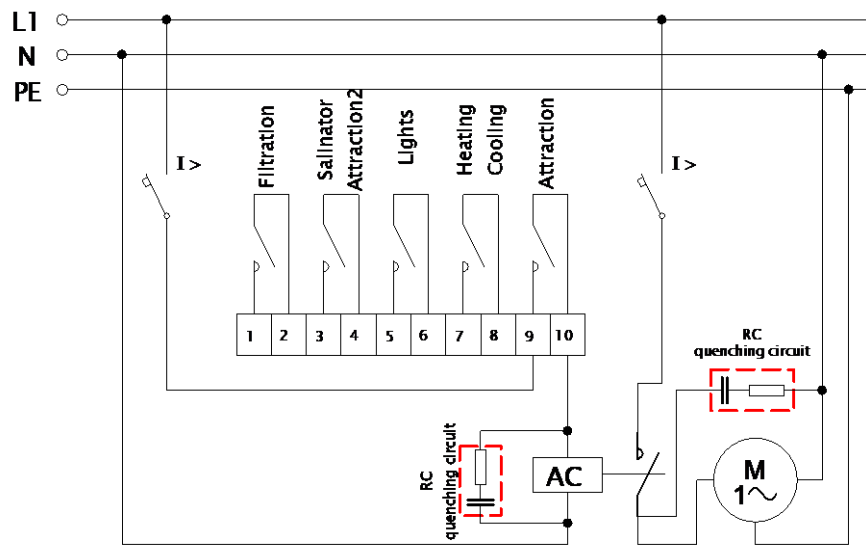 L1
N
PE
I >
Filtration
Salinator
Attraction2
Lights
Heating
Cooling
Attraction
I >
1 2 3 4 5 6 7 8 9 10
RC
quenching circuit
RC
quenching circuit
AC
M
1~